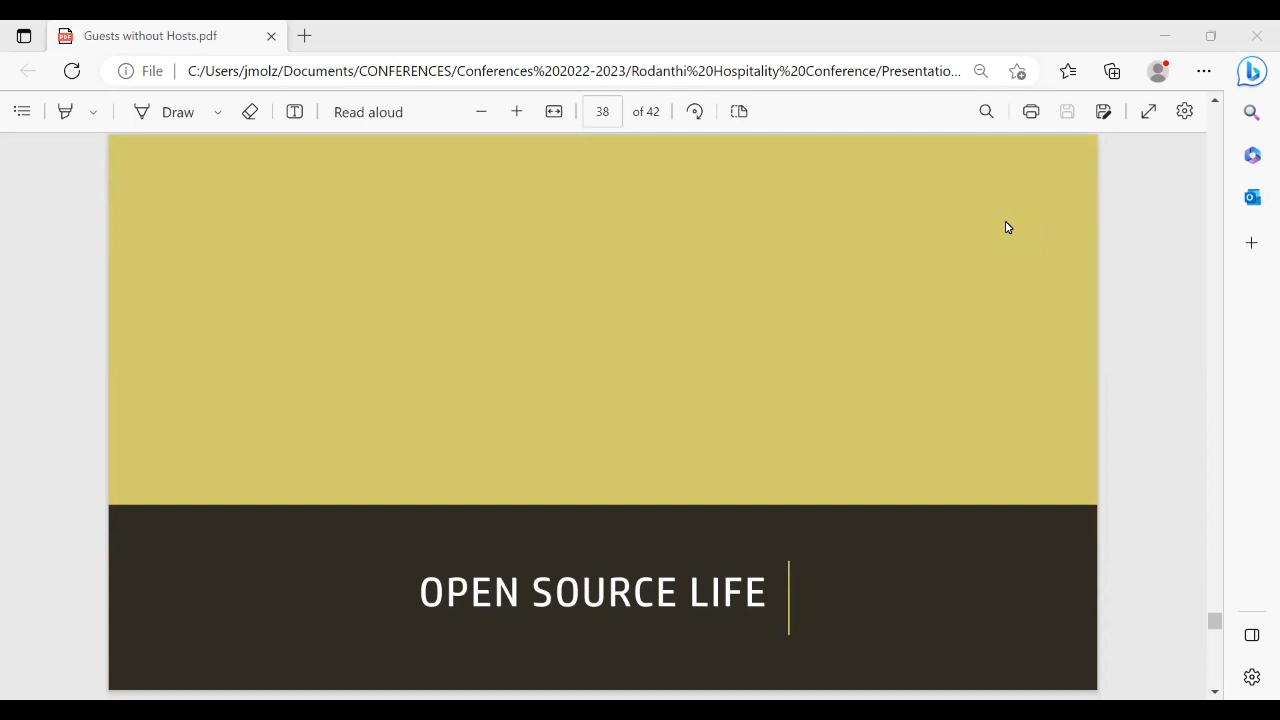 Guests without Hosts.pdf
File
C:/Users/jmolz/Documents/CONFERENCES/Conferences%202022-2023/Rodanthi%20Hospitality%20Conference/Presentatio...
Draw
Read aloud
38
of 42
OPEN SOURCE LIFE